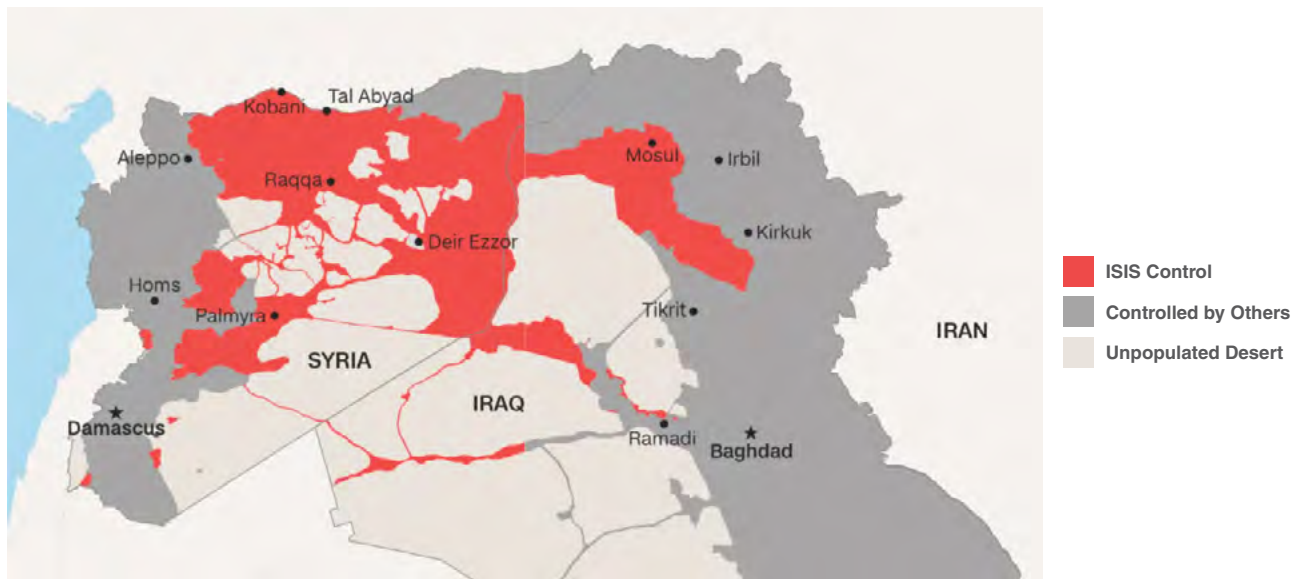 Kobani
Tal Abyad
Aleppo
Raqqa
Mosul
Irbil
Deir Ezzor
Kirkuk
Homs
Palmyra
Tikrit
SYRIA
IRAQ
IRAN
Damascus
Ramadi
Baghdad
ISIS Control
Controlled by Others
Unpopulated Desert